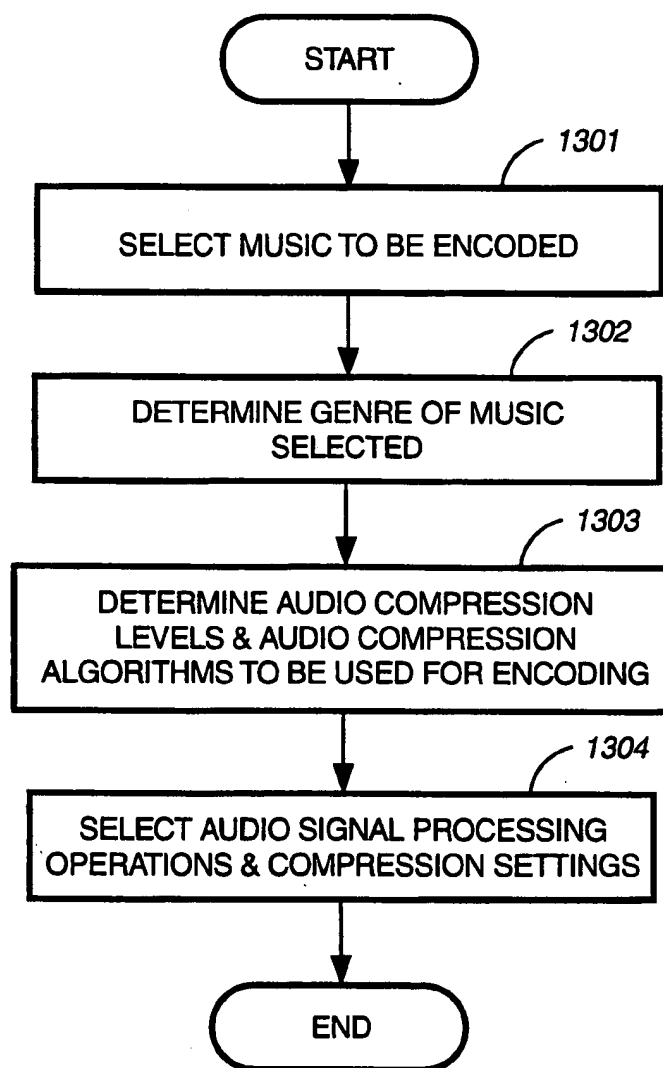 START
1301
SELECT MUSIC TO BE ENCODED
1302
DETERMINE GENRE OF MUSIC
SELECTED
1303
DETERMINE AUDIO COMPRESSION
LEVELS & AUDIO COMPRESSION
ALGORITHMS TO BE USED FOR ENCODING
1304
SELECT AUDIO SIGNAL PROCESSING
OPERATIONS & COMPRESSION SETTINGS
END